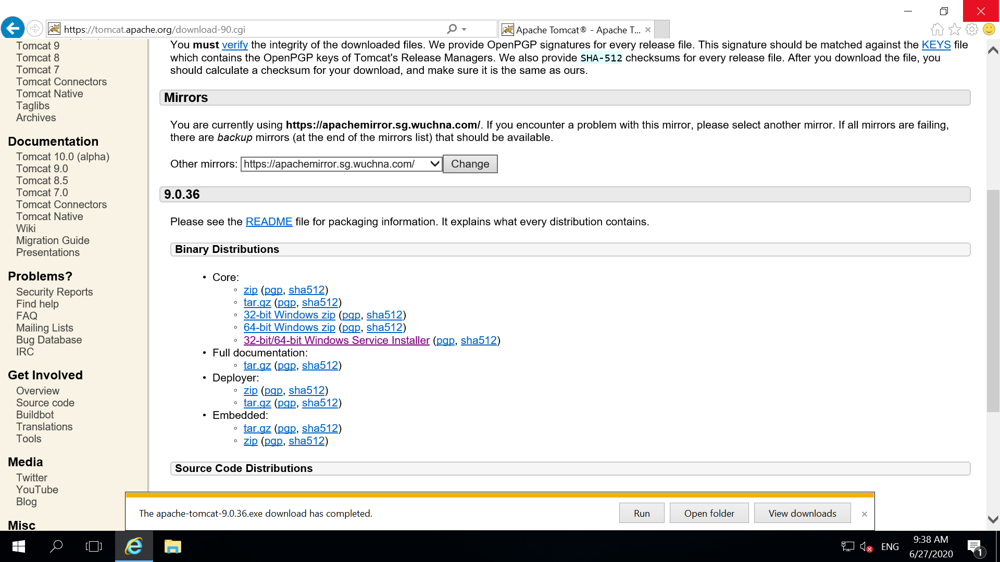 https://tomcat.apache.org/download-90.cgi
Apache Tomcat® - Apache T...
Tomcat 9
Tomcat 8
Tomcat 7
Tomcat Connectors
Tomcat Native
Taglibs
Archives
Documentation
Tomcat 10.0 (alpha)
Tomcat 9.0
Tomcat 8.5
Tomcat 7.0
Tomcat Connectors
Tomcat Native
Wiki
Migration Guide
Presentations
Problems?
Security Reports
Find help
FAQ
Mailing Lists
Bug Database
IRC
Get Involved
Overview
Source code
Buildbot
Translations
Tools
Media
Twitter
YouTube
Blog
Misc
You must verify the integrity of the downloaded files. We provide OpenPGP signatures for every release file. This signature should be matched against the KEYS file
which contains the OpenPGP keys of Tomcat's Release Managers. We also provide SHA-512 checksums for every release file. After you download the file, you
should calculate a checksum for your download, and make sure it is the same as ours.
Mirrors
You are currently using https://apachemirror.sg.wuchna.com/. If you encounter a problem with this mirror, please select another mirror. If all mirrors are failing,
there are backup mirrors (at the end of the mirrors list) that should be available.
Other mirrors: https://apachemirror.sg.wuchna.com/ Change
9.0.36
Please see the README file for packaging information. It explains what every distribution contains.
Binary Distributions
• Core:
◦ zip (pgp, sha512)
◦ tar.gz (pgp, sha512)
◦ 32-bit Windows zip (pgp, sha512)
◦ 64-bit Windows zip (pgp, sha512)
◦ 32-bit/64-bit Windows Service Installer (pgp, sha512)
• Full documentation:
◦ tar.gz (pgp, sha512)
• Deployer:
◦ zip (pgp, sha512)
◦ tar.gz (pgp, sha512)
• Embedded:
◦ tar.gz (pgp, sha512)
◦ zip (pgp, sha512)
Source Code Distributions
The apache-tomcat-9.0.36.exe download has completed. Run Open folder View downloads
ENG
9:38 AM
6/27/2020
1